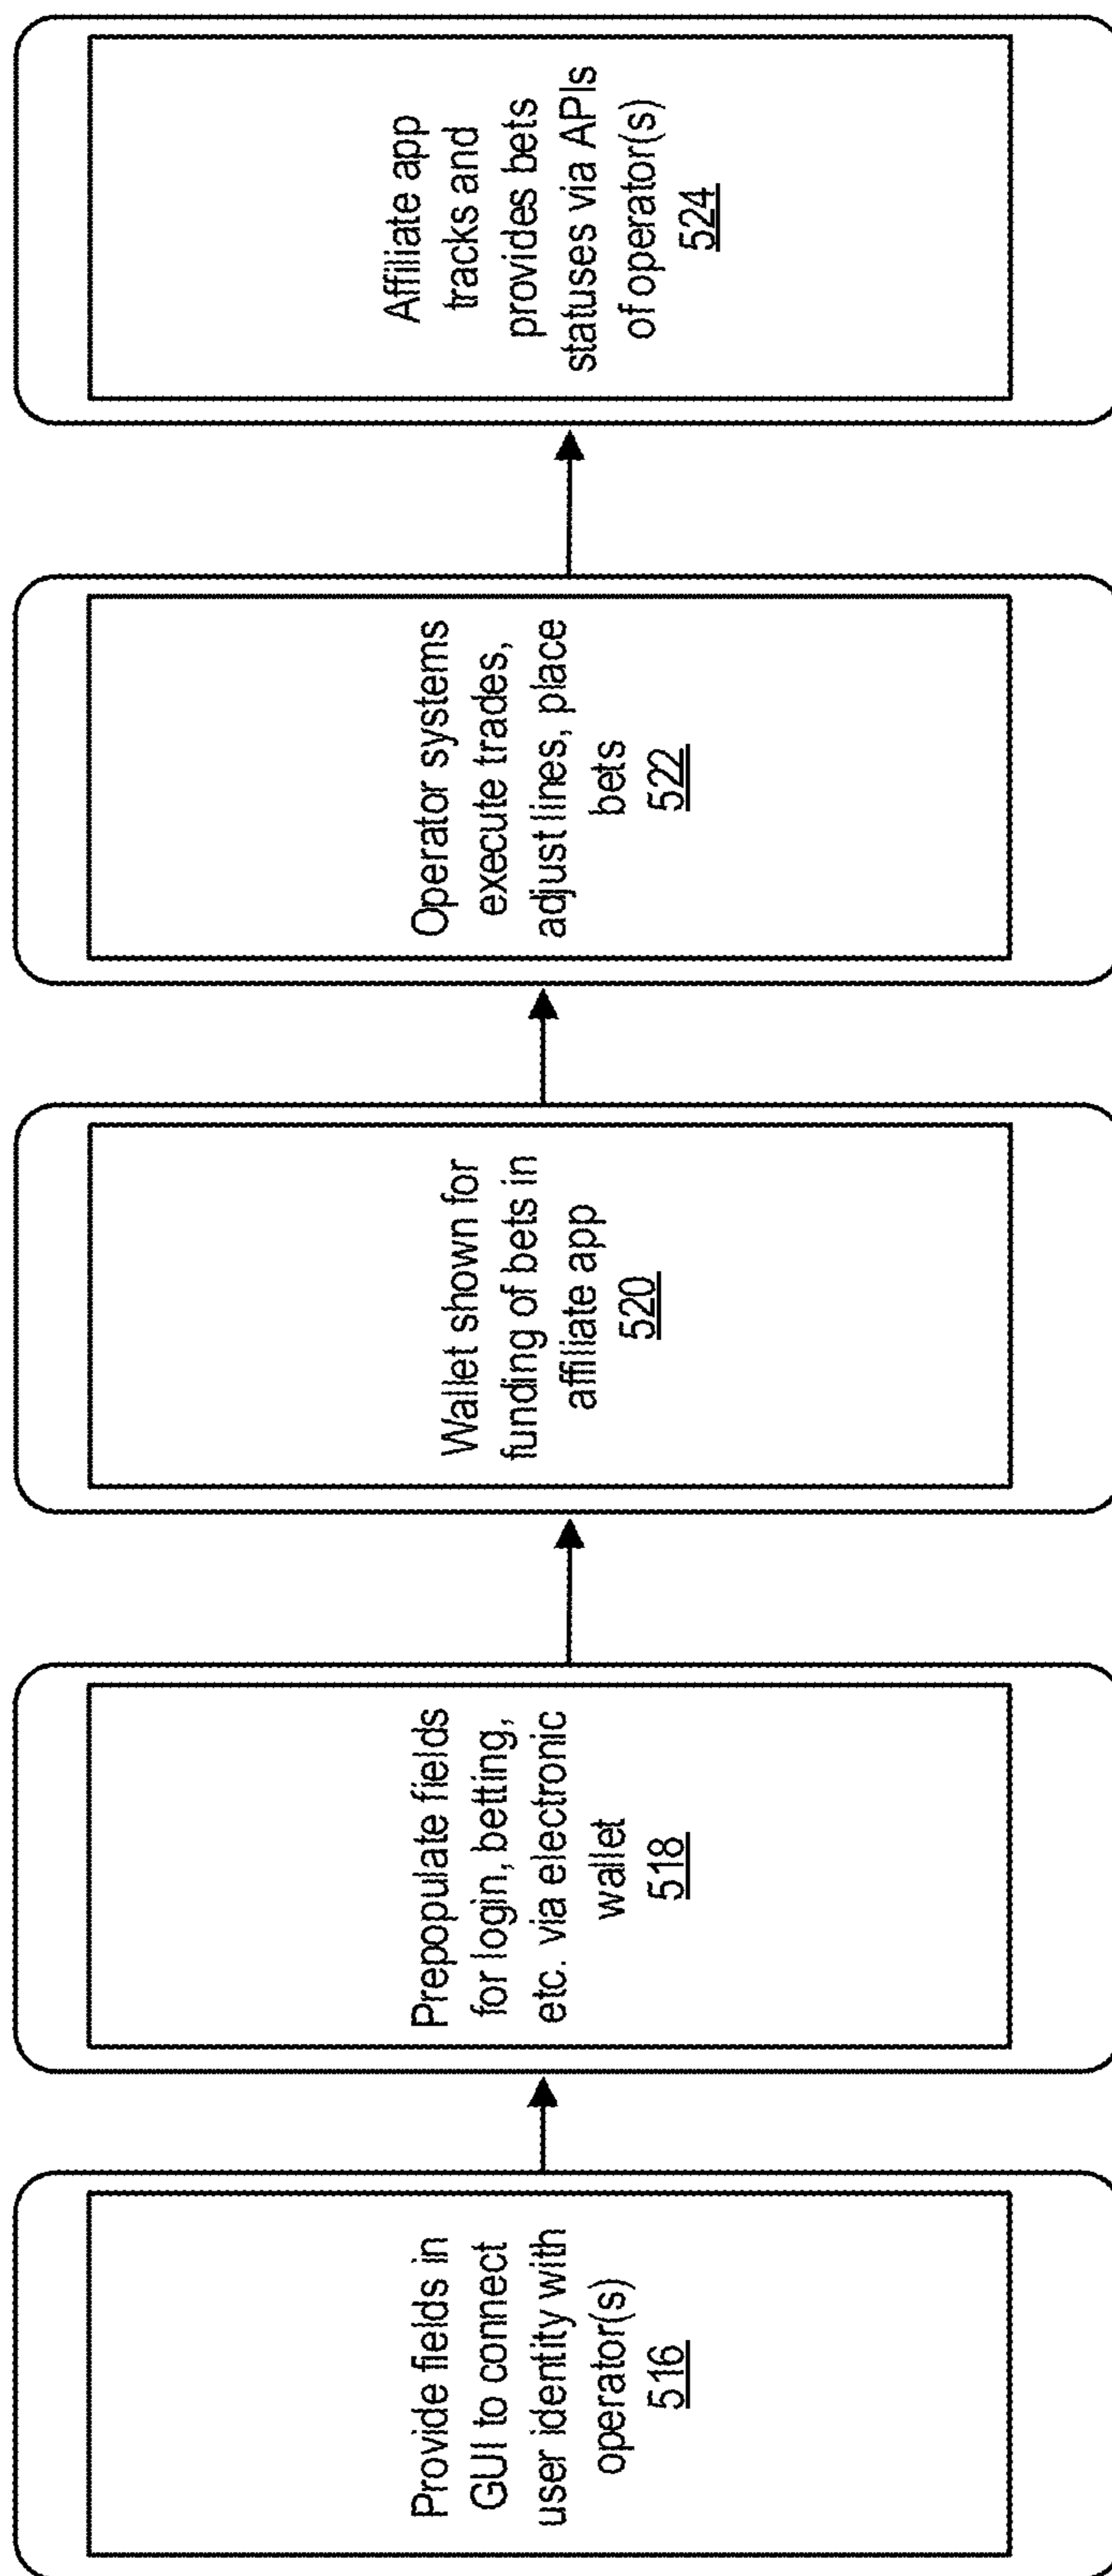 Provide fields in
GUI to connect
user identity with
operator(s)
516
Prepopulate fields
for login, betting,
etc. via electronic
wallet
518
Wallet shown for
funding of bets in
affiliate app
520
Operator systems
execute trades,
adjust lines, place
bets
522
Affiliate app
tracks and
provides bets
statuses via APIs
of operator(s)
524